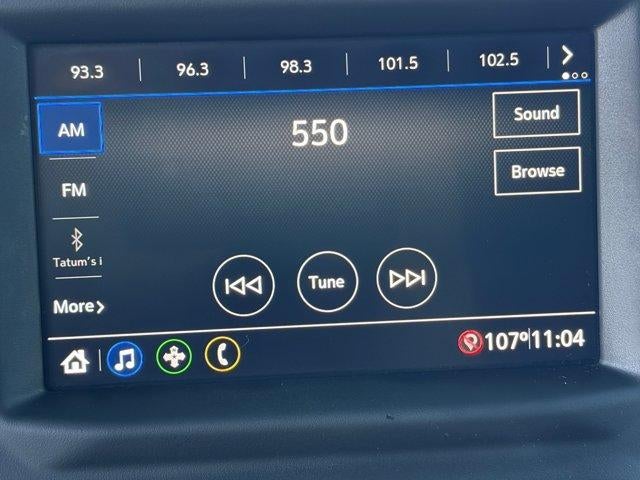 93.3 96.3 98.3 101.5 102.5
AM
550
Sound
FM
Browse
Tatum's i
Tune
More
107° 11:04